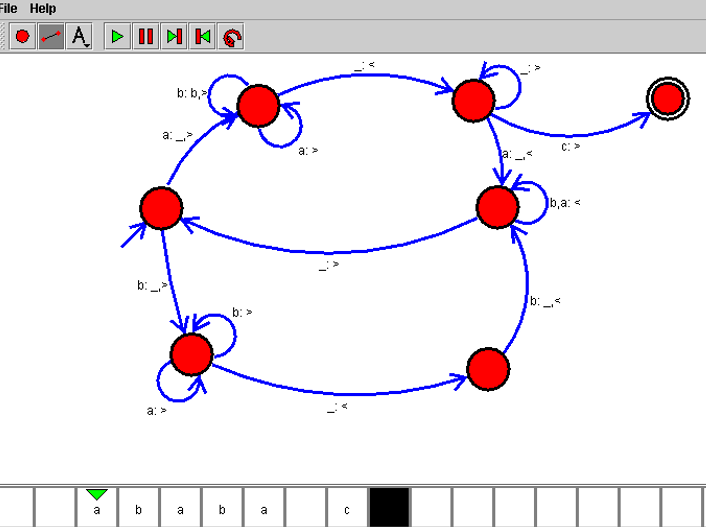 File Help
A
_: <
_: >
b: b,>
a: >
c: >
a: _,>
a: _,<
b,a: <
_: >
b: _,>
b: >
b: _,<
a: >
_: <
a b a b a c